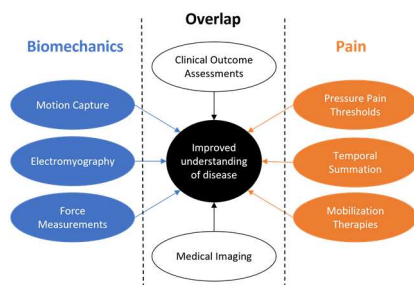 Overlap
Biomechanics
Pain
Clinical Outcome
Assessments
Motion Capture
Pressure Pain
Thresholds
Electromyography
Improved
understanding
of disease
Temporal
Summation
Force
Measurements
Mobilization
Therapies
Medical Imaging